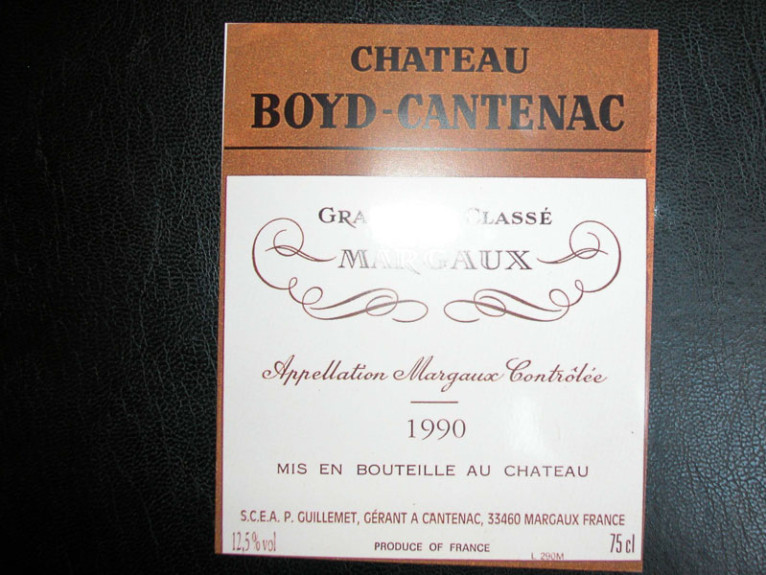 CHATEAU
BOYD-CANTENAC
CLASSÉ
MARGAUX
Appellation Margaux Contrôlée
1990
MIS EN BOUTEILLE AU CHATEAU
S.C.E.A. P. GUILLEMET, GÉRANT A CANTENAC, 33460 MARGAUX FRANCE
12,5% vol PRODUCE OF FRANCE 75 cl
L 290M